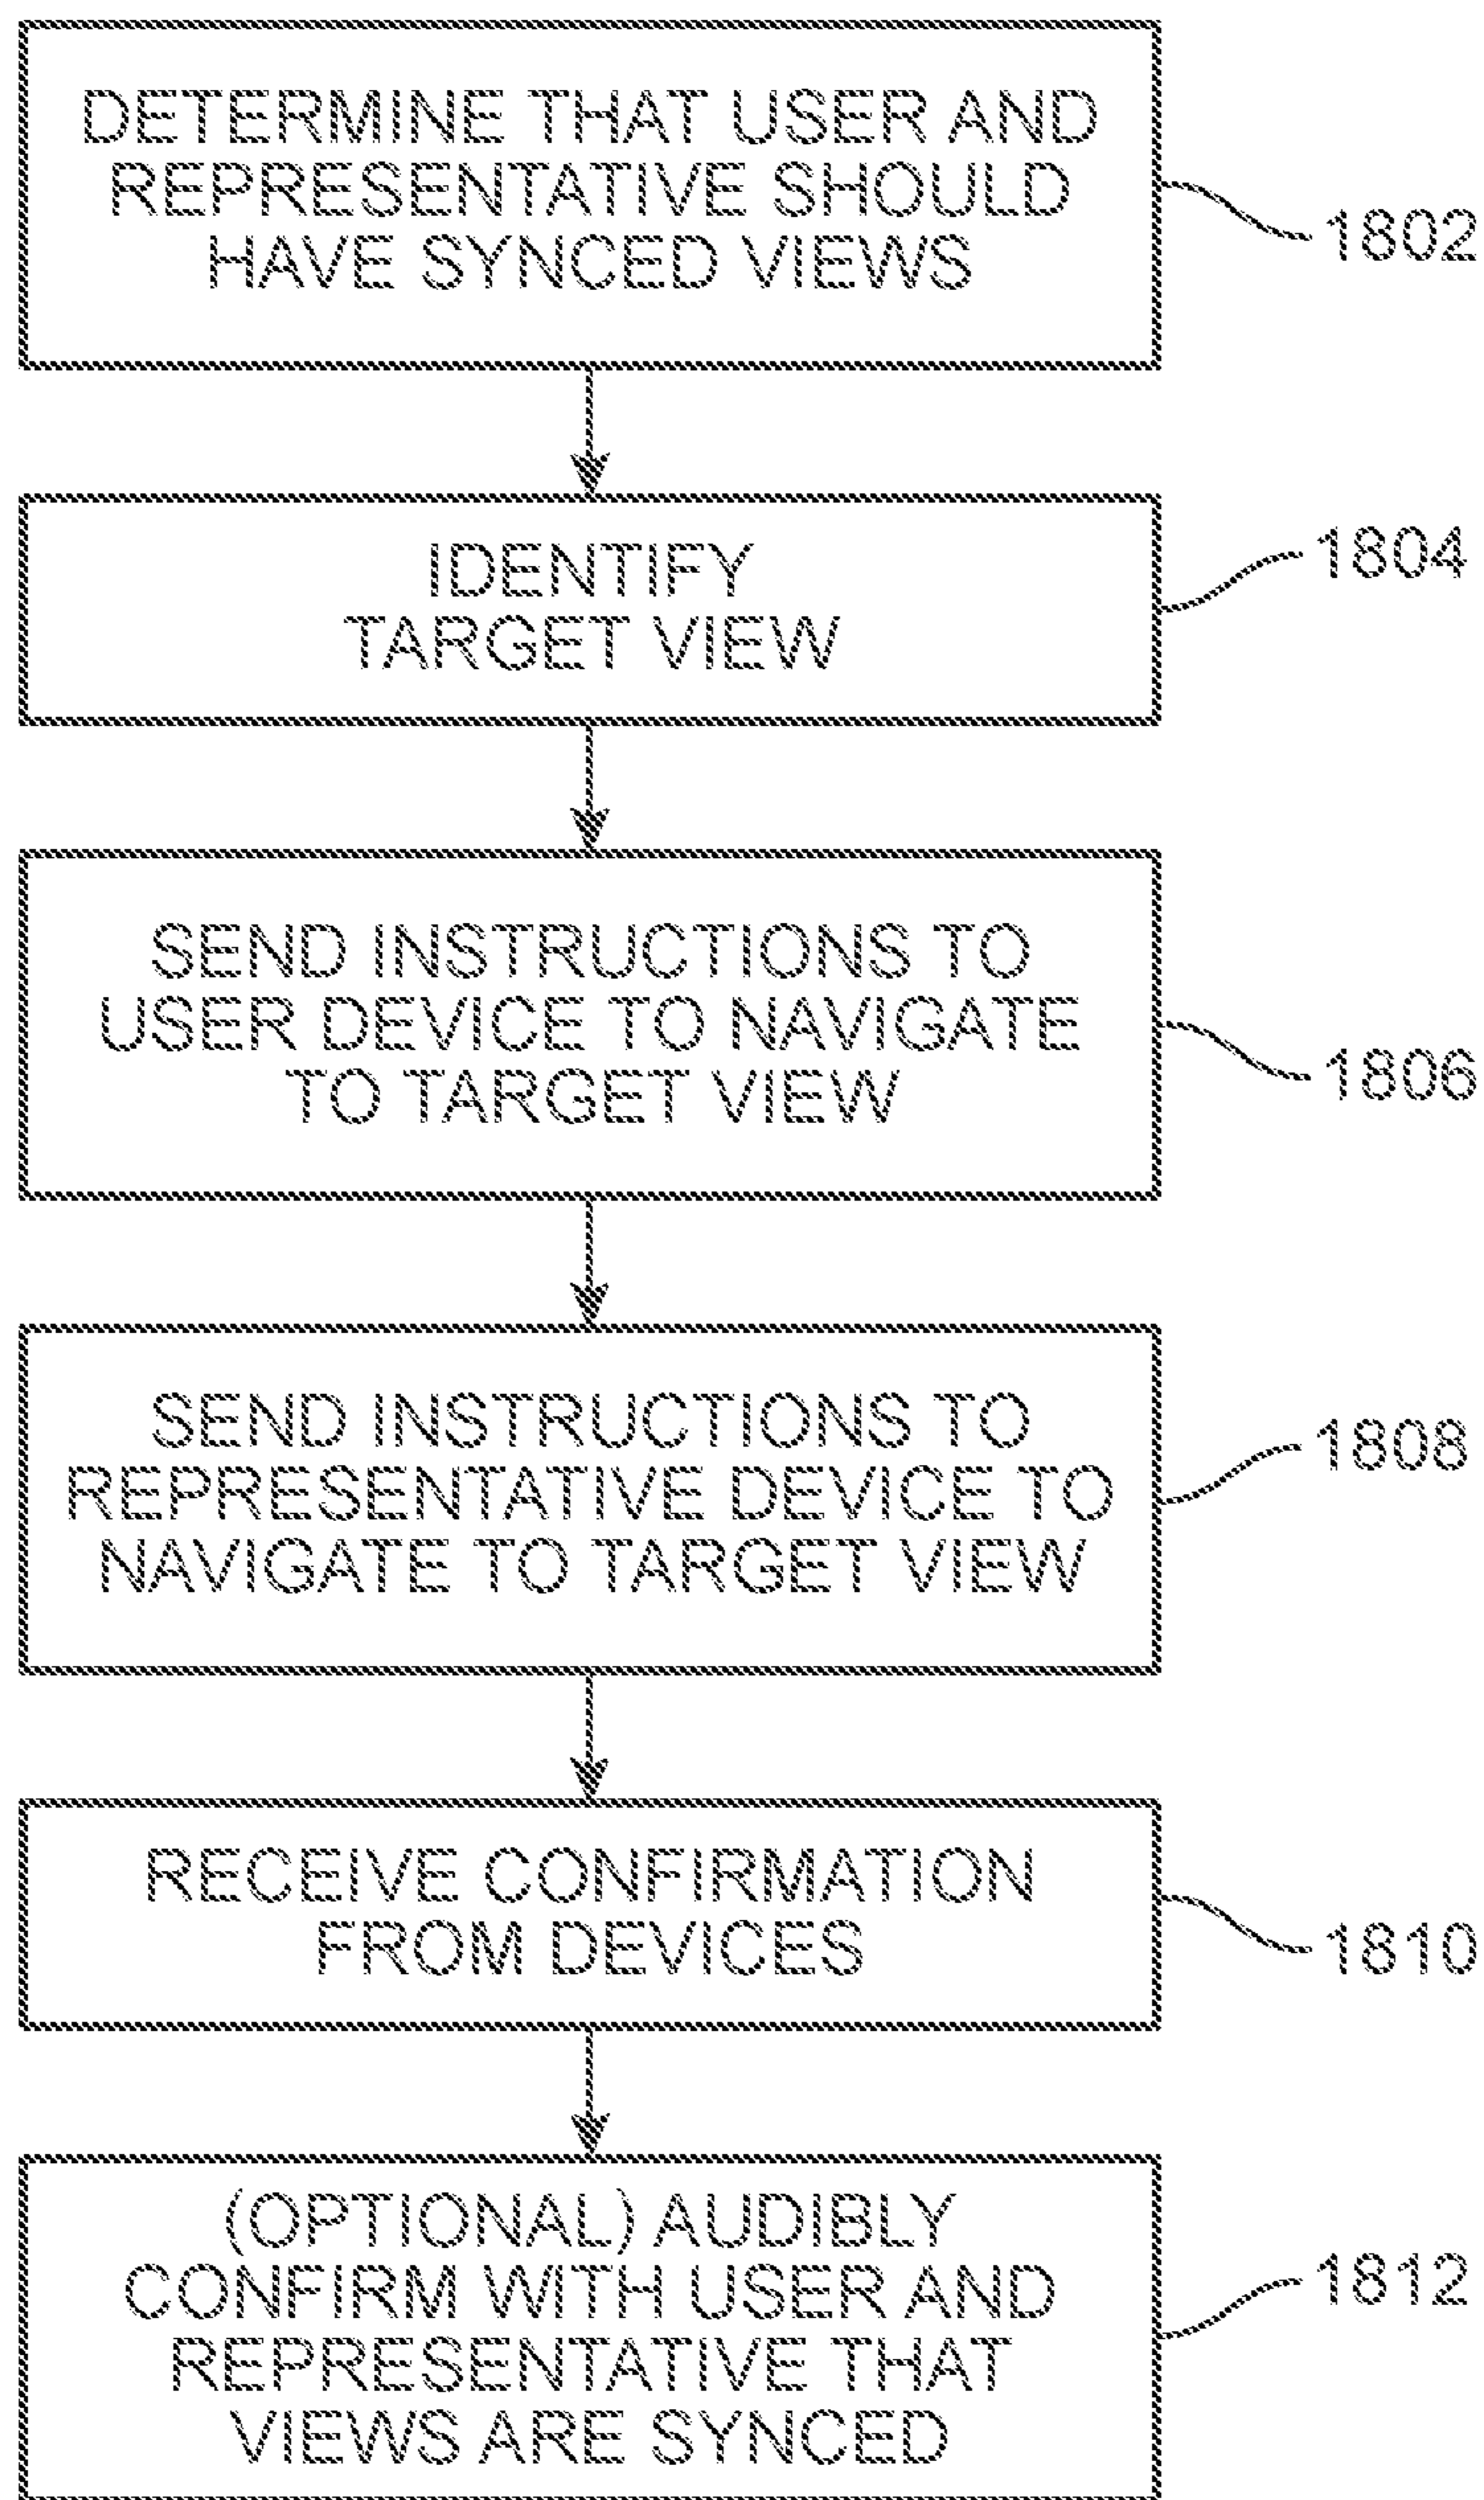 DETERMINE THAT USER AND
REPRESENTATIVE SHOULD
HAVE SYNCED VIEWS
1802
IDENTIFY
TARGET VIEW
1804
SEND INSTRUCTIONS TO
USER DEVICE TO NAVIGATE
TO TARGET VIEW
1806
SEND INSTRUCTIONS TO
REPRESENTATIVE DEVICE TO
NAVIGATE TO TARGET VIEW
1808
RECEIVE CONFIRMATION
FROM DEVICES
1810
(OPTIONAL) AUDIBLY
CONFIRM WITH USER AND
REPRESENTATIVE THAT
VIEWS ARE SYNCED
1812